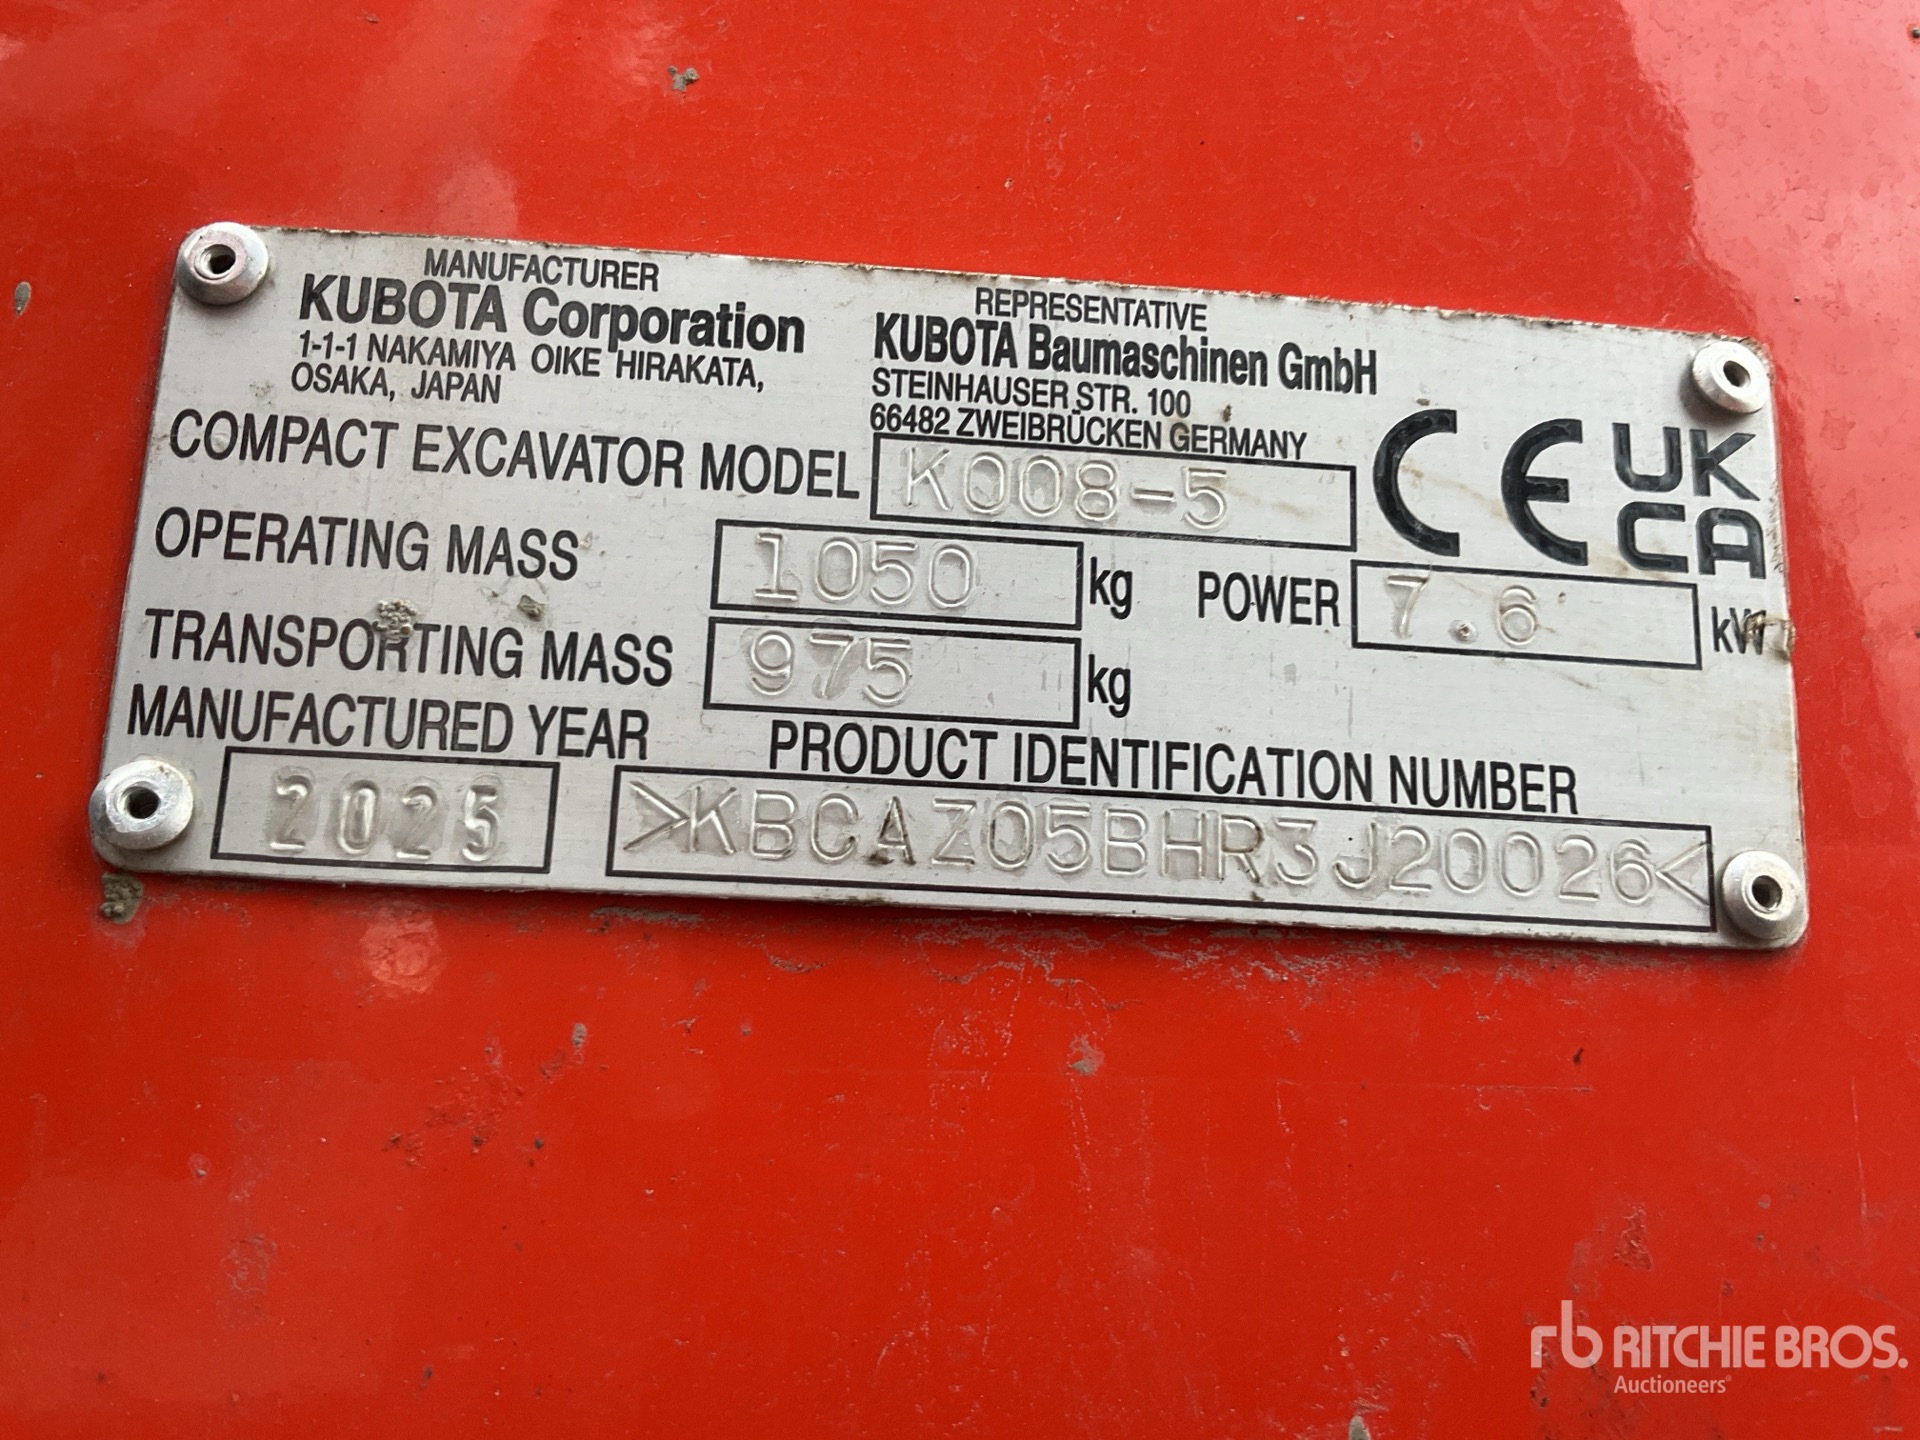 MANUFACTURER
KUBOTA Corporation
1-1-1 NAKAMIYA OIKE HIRAKATA,
OSAKA, JAPAN
REPRESENTATIVE
KUBOTA Baumaschinen GmbH
STEINHAUSER STR. 100
66482 ZWEIBRÜCKEN GERMANY
CE UK
CA
COMPACT EXCAVATOR MODEL K008-5
OPERATING MASS 1050 kg POWER 7.6 kW
TRANSPORTING MASS 975 kg
MANUFACTURED YEAR PRODUCT IDENTIFICATION NUMBER
2025 >KBCAZ05BHR3J20026<
rb RITCHIE BROS.
Auctioneers